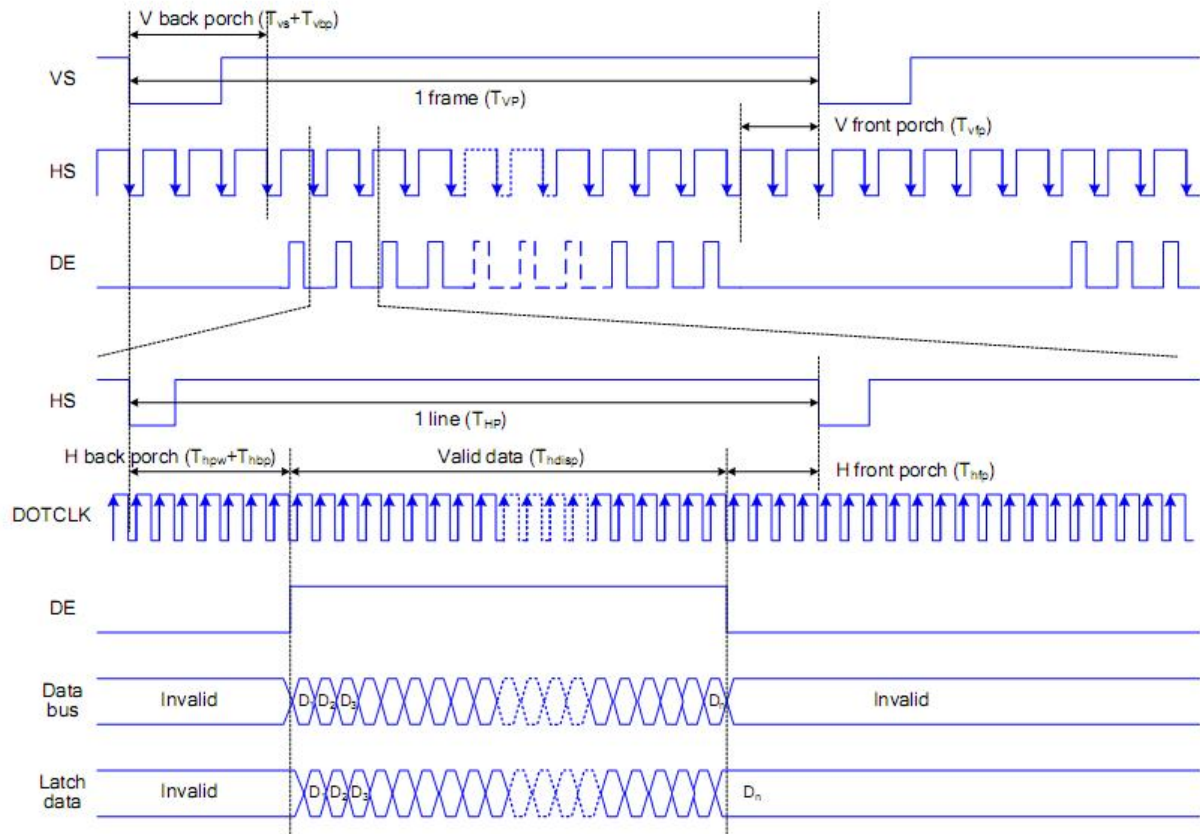 V back porch (Tvs+Tvbp)
VS
1 frame (TVP)
V front porch (Tvfp)
HS
DE
HS
1 line (THP)
H back porch (Thpw+Thbp)
Valid data (Thdisp)
H front porch (Thfp)
DOTCLK
DE
Data
bus
Invalid
D1 D2 D3
Dn
Invalid
Latch
data
Invalid
D1 D2 D3
Dn